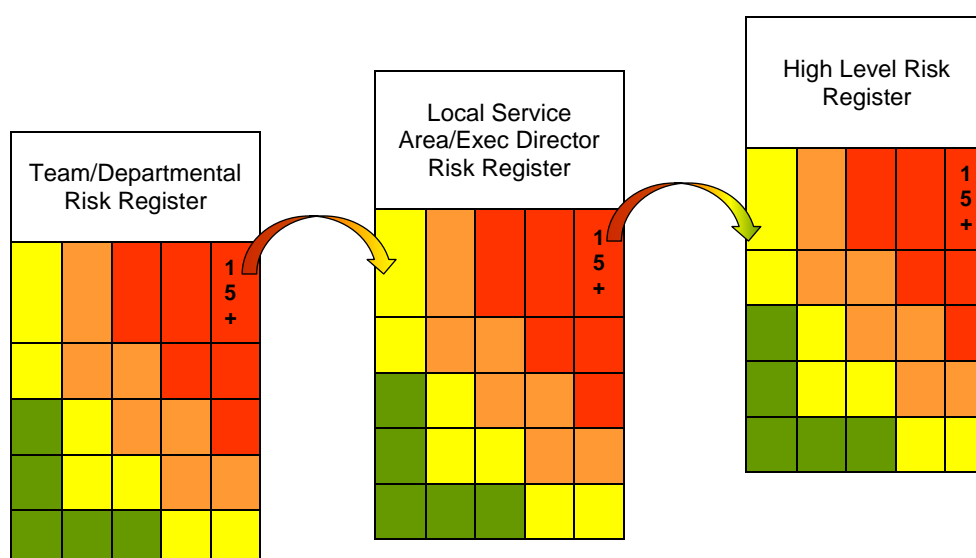 Team/Departmental
Risk Register
1
5
+
Local Service
Area/Exec Director
Risk Register
1
5
+
High Level Risk
Register
1
5
+